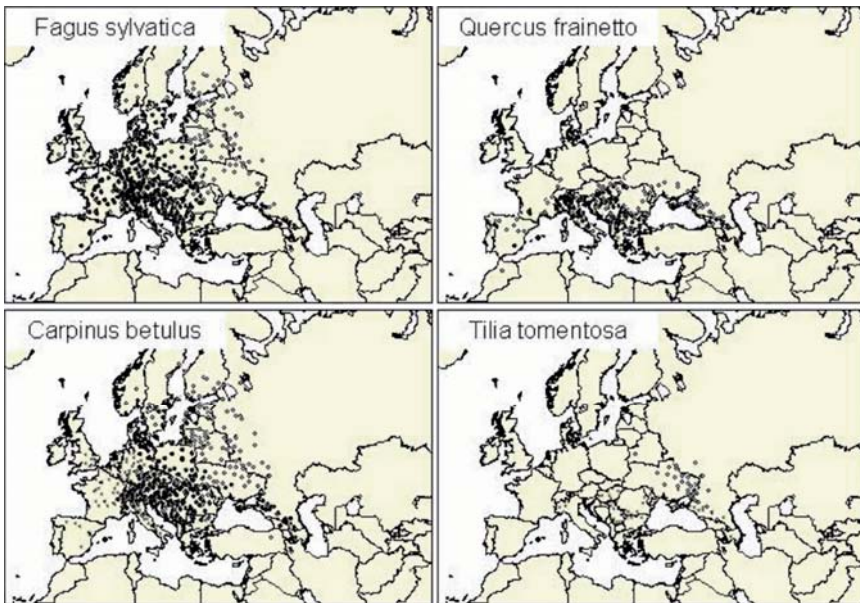 Fagus sylvatica
Quercus frainetto
Carpinus betulus
Tilia tomentosa